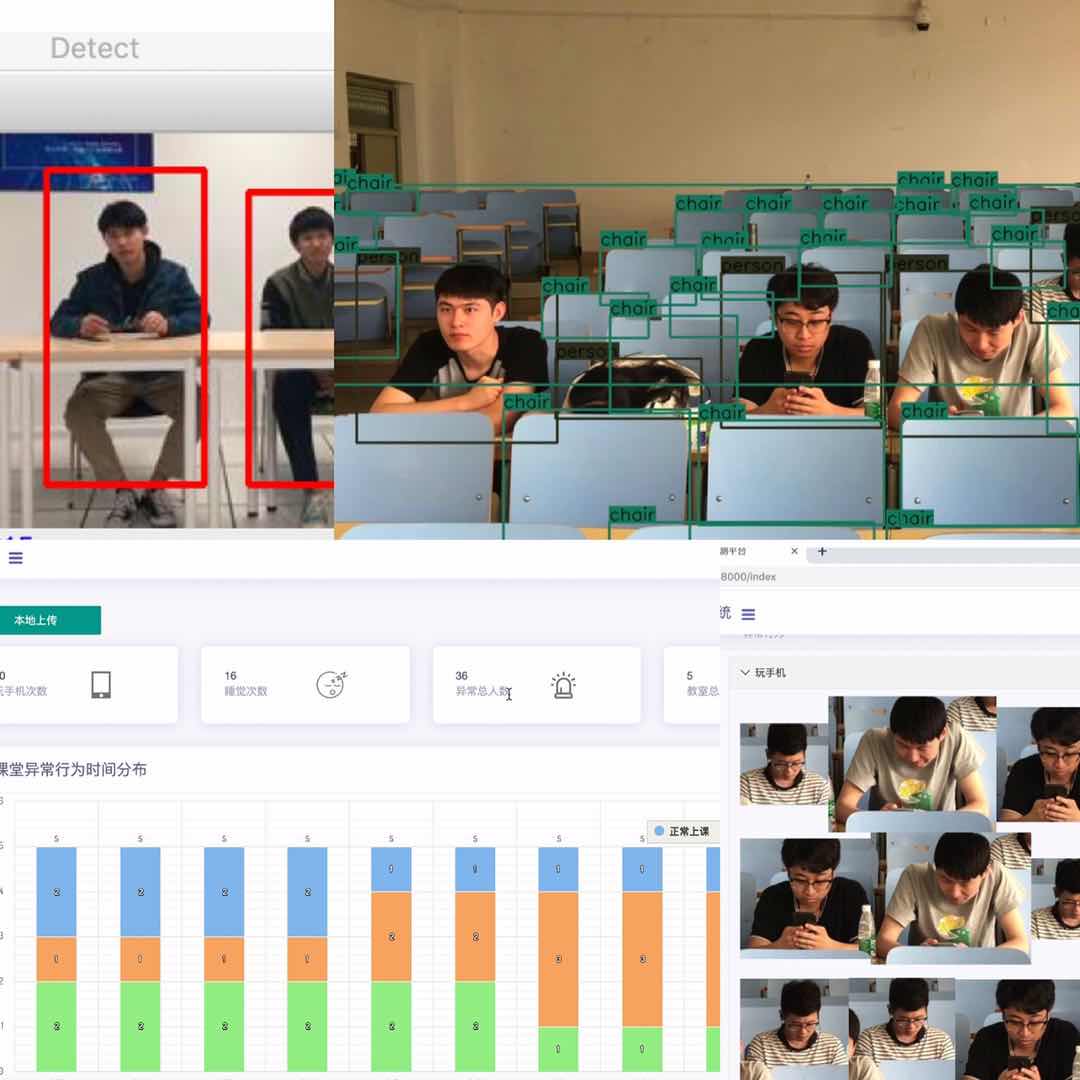 Detect
chair
chair
chair
chair
chair
chair
chair
chair
person
chair
chair
chair
chair
person
person
person
chair
chair
chair
person
chair
chair
chair
chair
chair
测平台
8000/index
统
本地上传
0
玩手机次数
16
睡觉次数
36
异常总人数
5
教室总
课堂异常行为时间分布
正常上课
5 5 5 5 5 5 5 5
2 2 2 2 1 1 1 1
1 1 1 1 2 2 3 3
2 2 2 2 2 2 1 1
玩手机